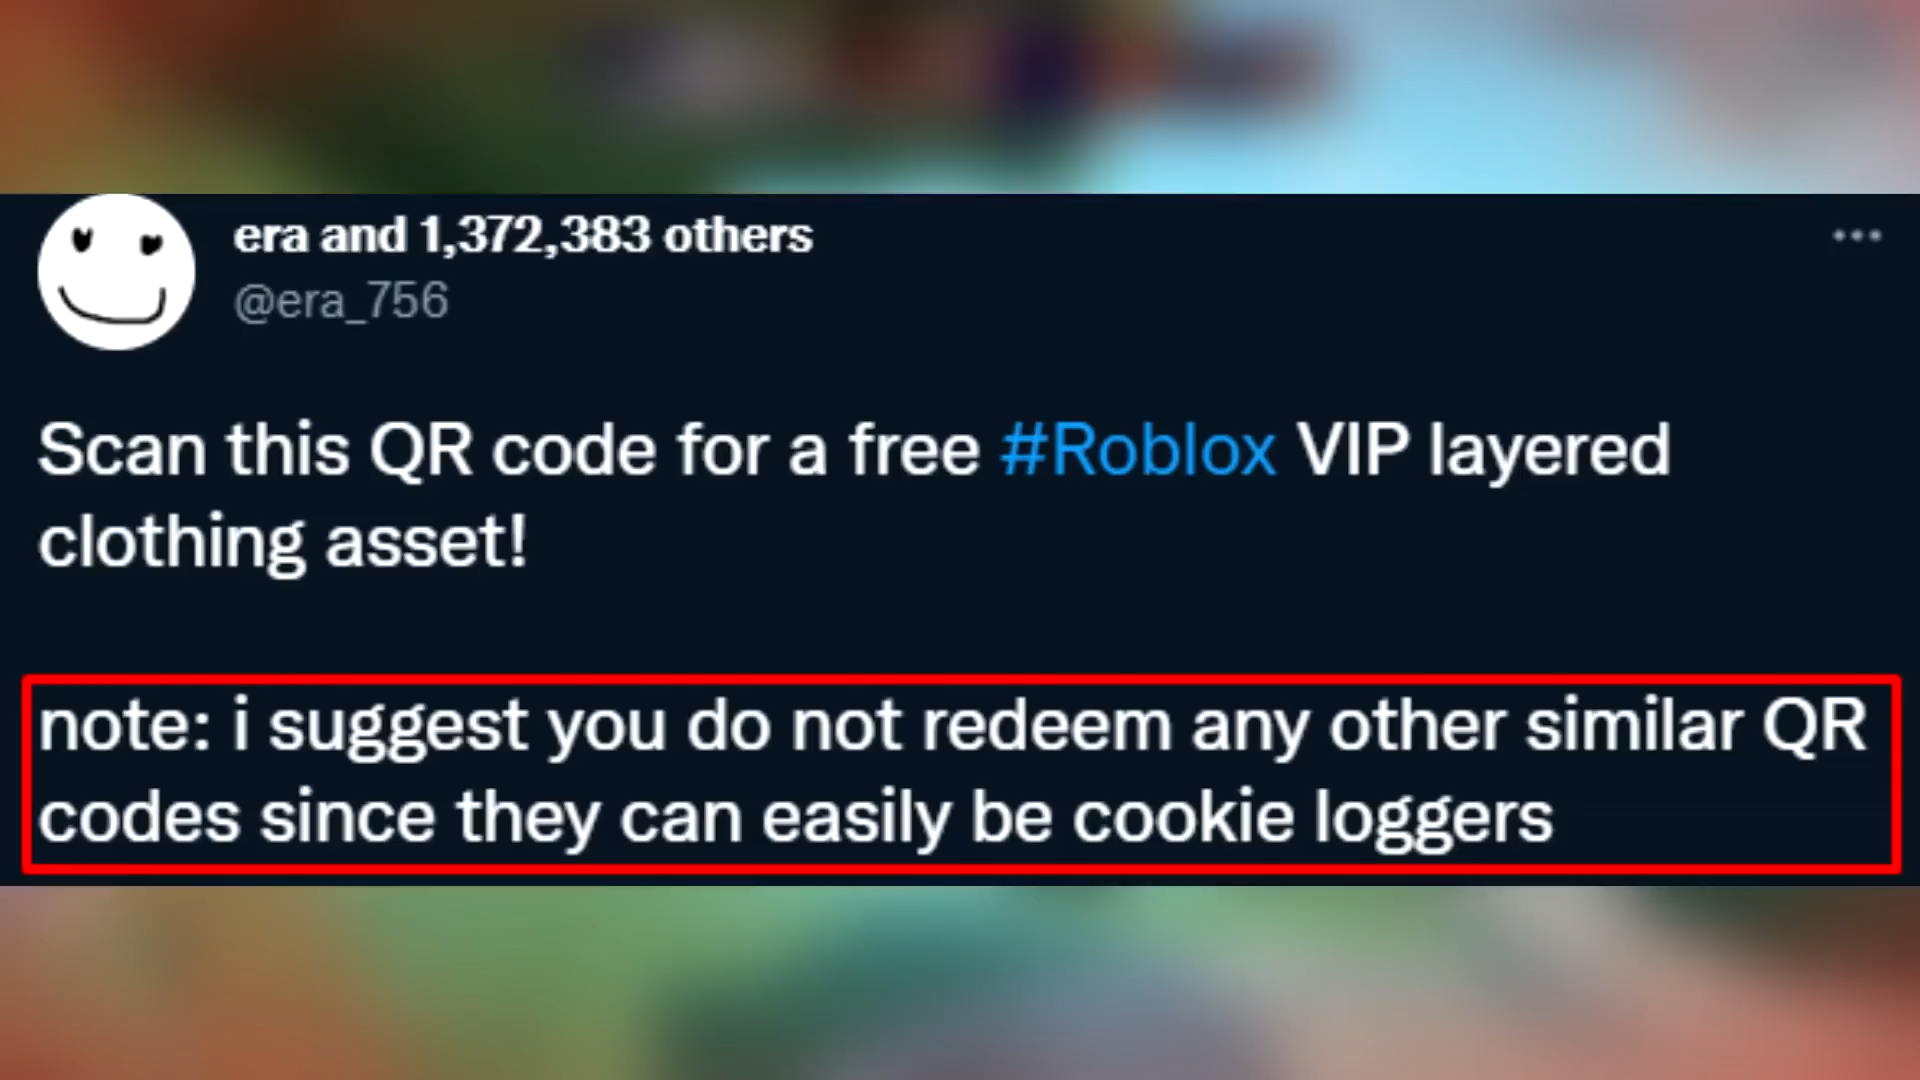 era and 1,372,383 others
@era_756
Scan this QR code for a free #Roblox VIP layered
clothing asset!
note: i suggest you do not redeem any other similar QR
codes since they can easily be cookie loggers